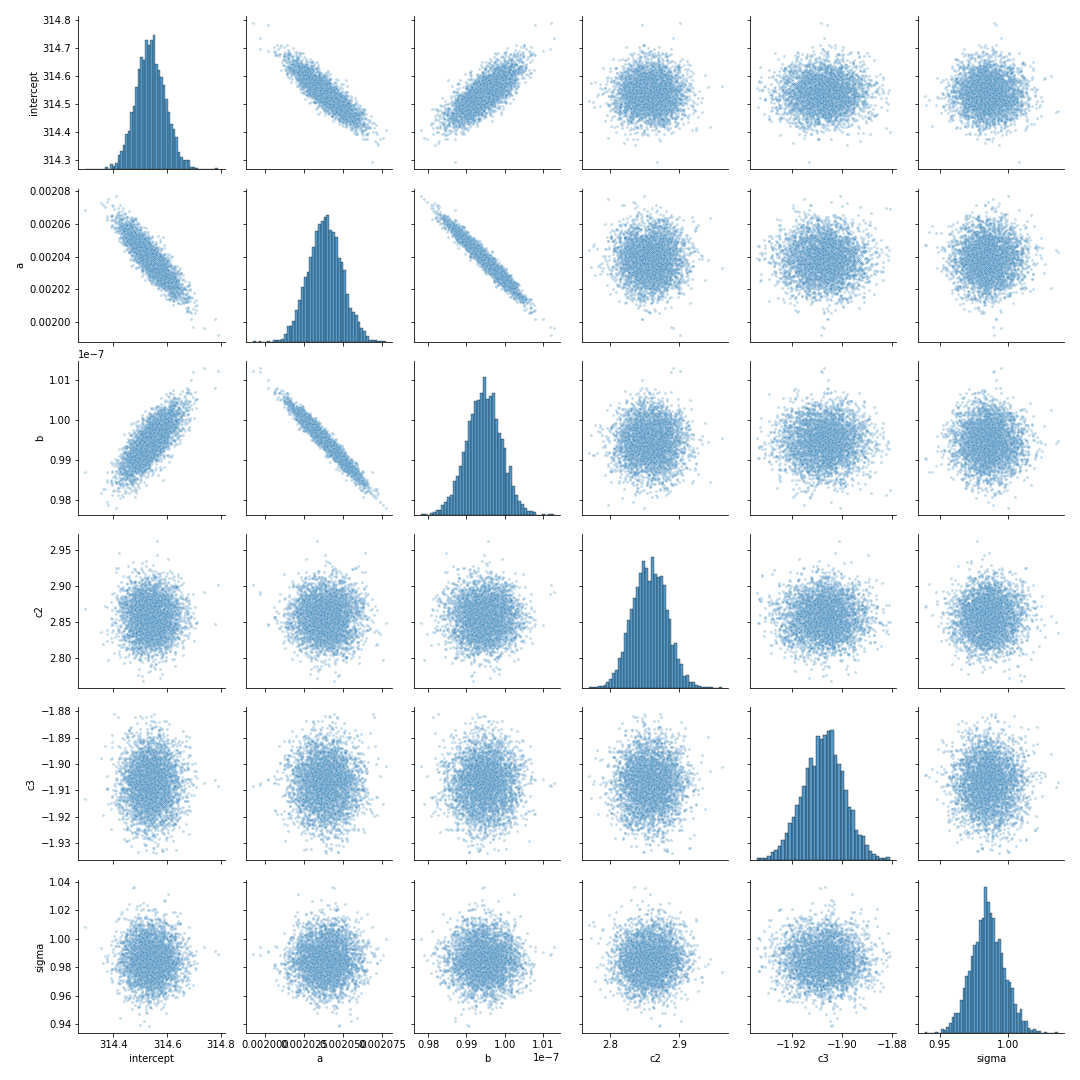 314.8
314.7
314.6
314.5
314.4
314.3
intercept
0.00208
0.00206
0.00204
0.00202
0.00200
a
1e−7
1.01
1.00
0.99
0.98
b
2.95
2.90
2.85
2.80
c2
−1.88
−1.89
−1.90
−1.91
−1.92
−1.93
c3
1.04
1.02
1.00
0.98
0.96
0.94
sigma
314.4 314.6 314.8
intercept
0.002000 0.002025 0.002050 0.002075
a
0.98 0.99 1.00 1.01
b 1e−7
2.8 2.9
c2
−1.92 −1.90 −1.88
c3
0.95 1.00
sigma